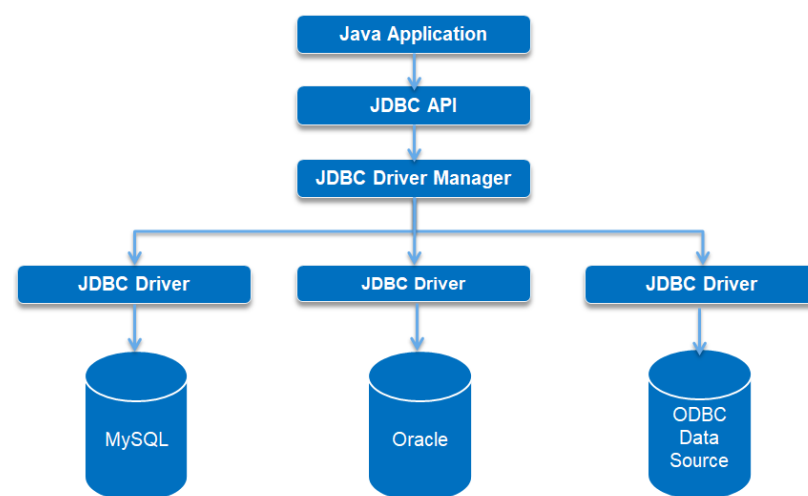 Java Application
JDBC API
JDBC Driver Manager
JDBC Driver
JDBC Driver
JDBC Driver
MySQL
Oracle
ODBC
Data
Source